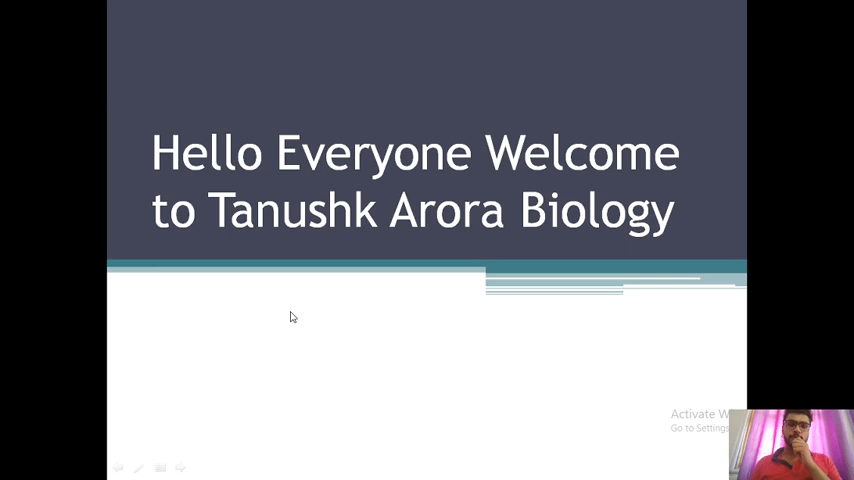 Hello Everyone Welcome
to Tanushk Arora Biology
Activate
Go to Settings